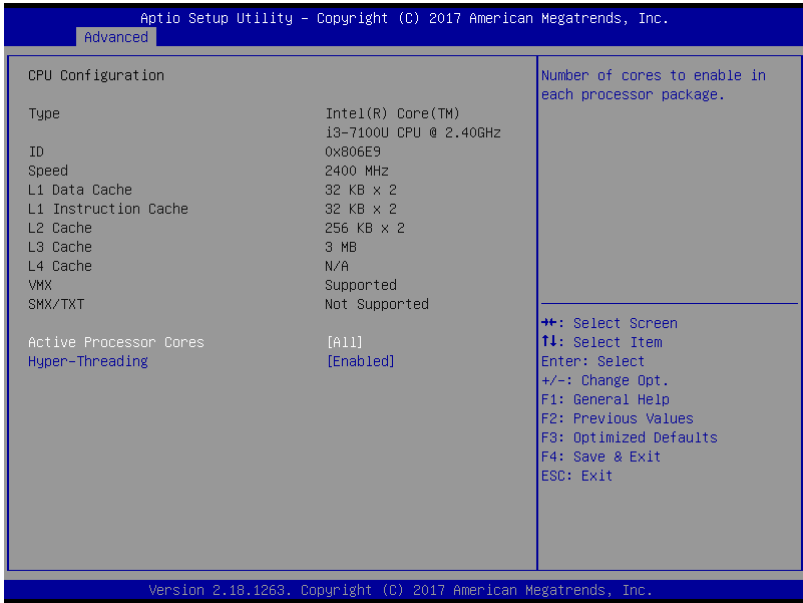 Aptio Setup Utility – Copyright (C) 2017 American Megatrends, Inc.
Advanced
CPU Configuration
Type Intel(R) Core(TM)
i3-7100U CPU @ 2.40GHz
ID 0x806E9
Speed 2400 MHz
L1 Data Cache 32 KB x 2
L1 Instruction Cache 32 KB x 2
L2 Cache 256 KB x 2
L3 Cache 3 MB
L4 Cache N/A
VMX Supported
SMX/TXT Not Supported
Active Processor Cores [All]
Hyper-Threading [Enabled]
Number of cores to enable in
each processor package.
→←: Select Screen
↑↓: Select Item
Enter: Select
+/-: Change Opt.
F1: General Help
F2: Previous Values
F3: Optimized Defaults
F4: Save & Exit
ESC: Exit
Version 2.18.1263. Copyright (C) 2017 American Megatrends, Inc.